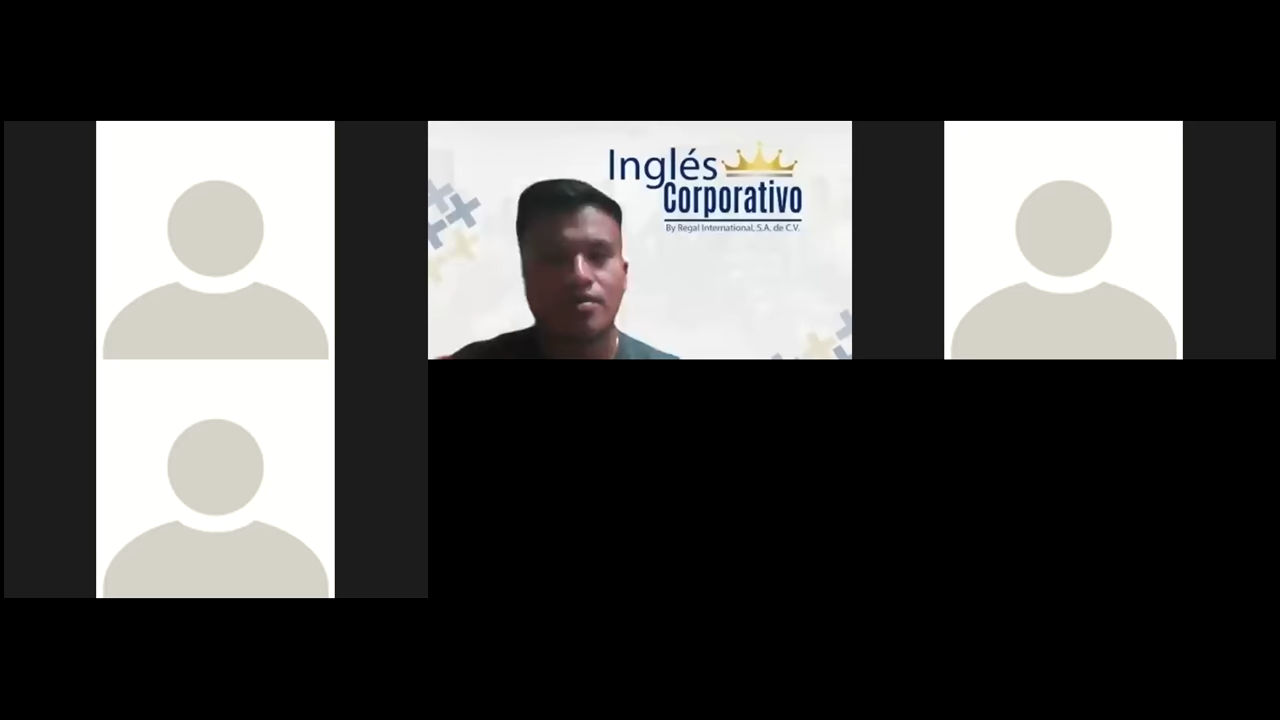 Inglés
Corporativo
By Regal International, S.A. de C.V.